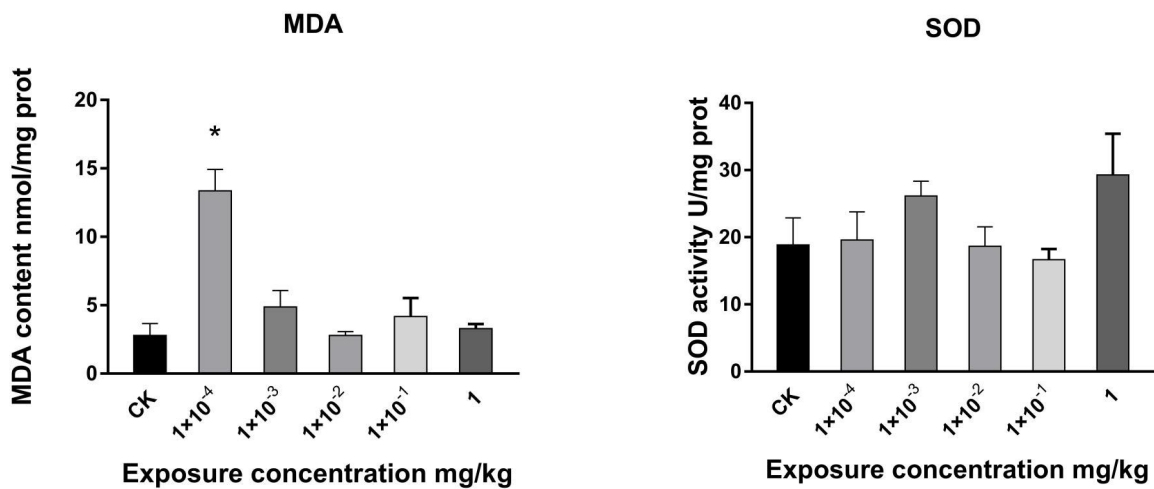 MDA
MDA content nmol/mg prot
20
15
10
5
0
*
CK
1×10⁻⁴
1×10⁻³
1×10⁻²
1×10⁻¹
1
Exposure concentration mg/kg
SOD
SOD activity U/mg prot
40
30
20
10
0
CK
1×10⁻⁴
1×10⁻³
1×10⁻²
1×10⁻¹
1
Exposure concentration mg/kg